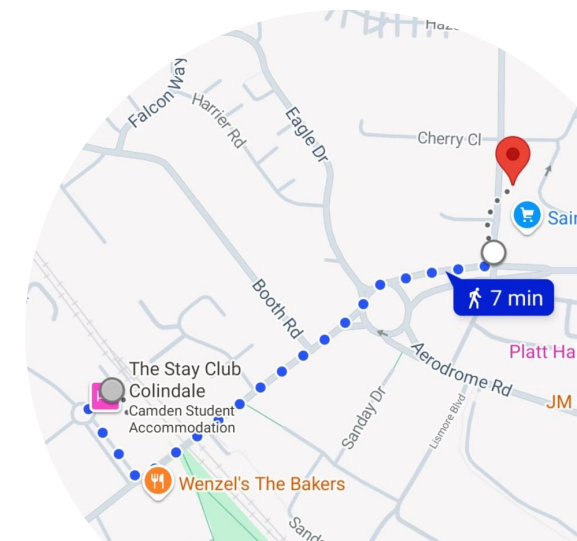 Falcon Way
Harrier Rd
Eagle Dr
Cherry Cl
7 min
Booth Rd
Platt Ha
Aerodrome Rd
The Stay Club
Colindale
Camden Student
Accommodation
JM
Lismore Blvd
Sanday Dr
Wenzel's The Bakers